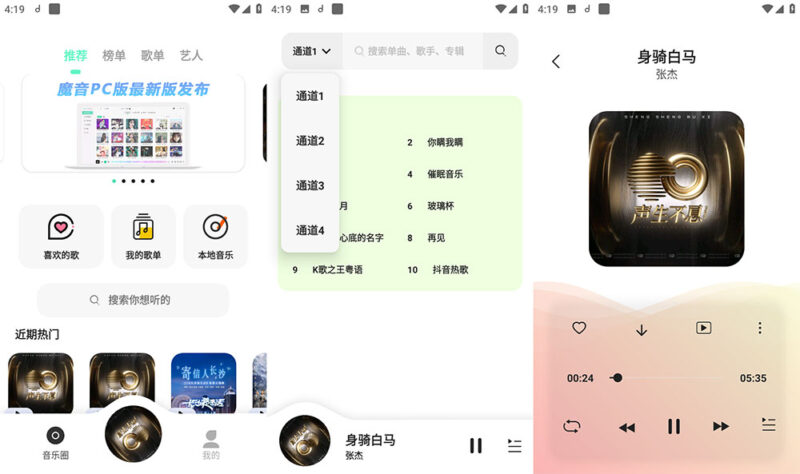 4:19
推荐 榜单 歌单 艺人
魔音PC版最新版发布
喜欢的歌 我的歌单 本地音乐
搜索你想听的
近期热门
声生不息
寄信人长沙
音乐圈 我的
4:19
通道1 搜索单曲、歌手、专辑
通道1
通道2
通道3
通道4
2 你瞒我瞒
4 催眠音乐
月
6 玻璃杯
心底的名字
8 再见
9 K歌之王粤语
10 抖音热歌
身骑白马
张杰
4:19
身骑白马
张杰
SHENG SHENG BU XI
声生不息
00:24 05:35